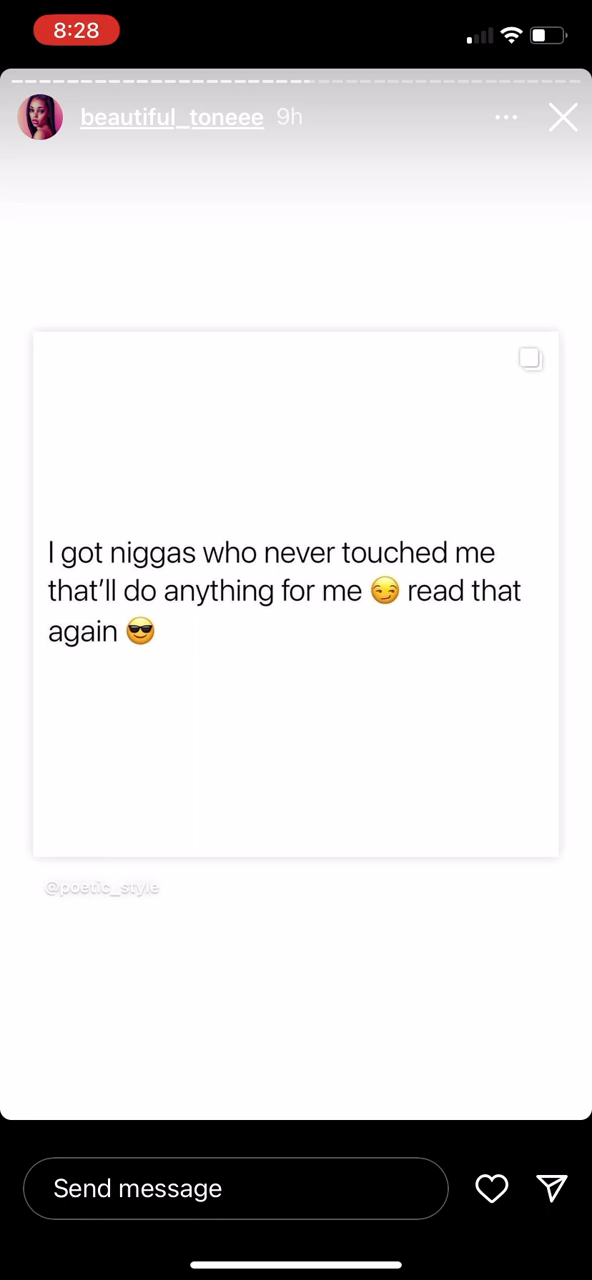 8:28
beautiful_toneee 9h
I got niggas who never touched me
that'll do anything for me 😏 read that
again 😎
@poetic_style
Send message